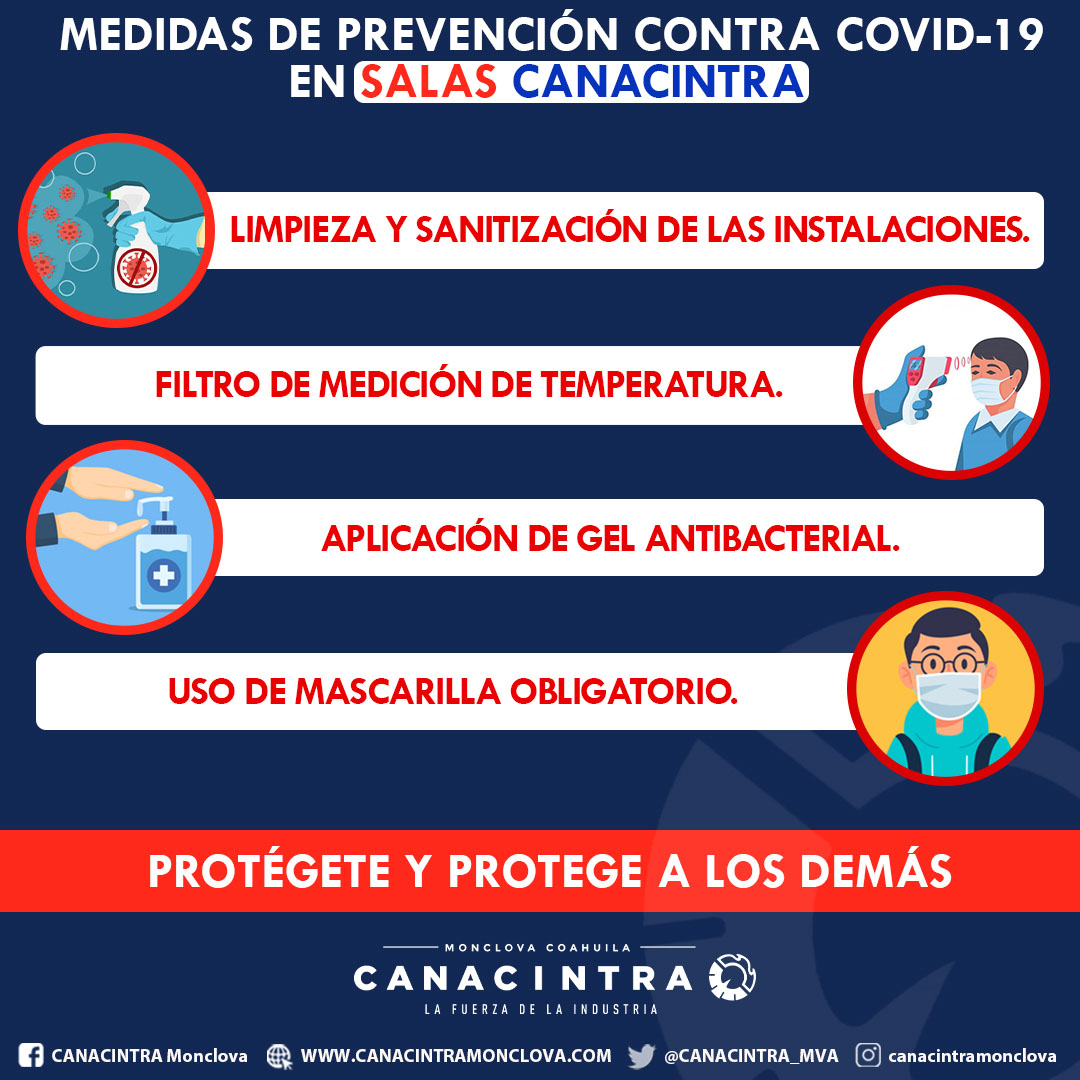 MEDIDAS DE PREVENCIÓN CONTRA COVID-19
EN SALAS CANACINTRA
LIMPIEZA Y SANITIZACIÓN DE LAS INSTALACIONES.
FILTRO DE MEDICIÓN DE TEMPERATURA.
APLICACIÓN DE GEL ANTIBACTERIAL.
USO DE MASCARILLA OBLIGATORIO.
PROTÉGETE Y PROTEGE A LOS DEMÁS
MONCLOVA COAHUILA
CANACINTRA
LA FUERZA DE LA INDUSTRIA
CANACINTRA Monclova WWW.CANACINTRAMONCLOVA.COM @CANACINTRA_MVA canacintramonclova